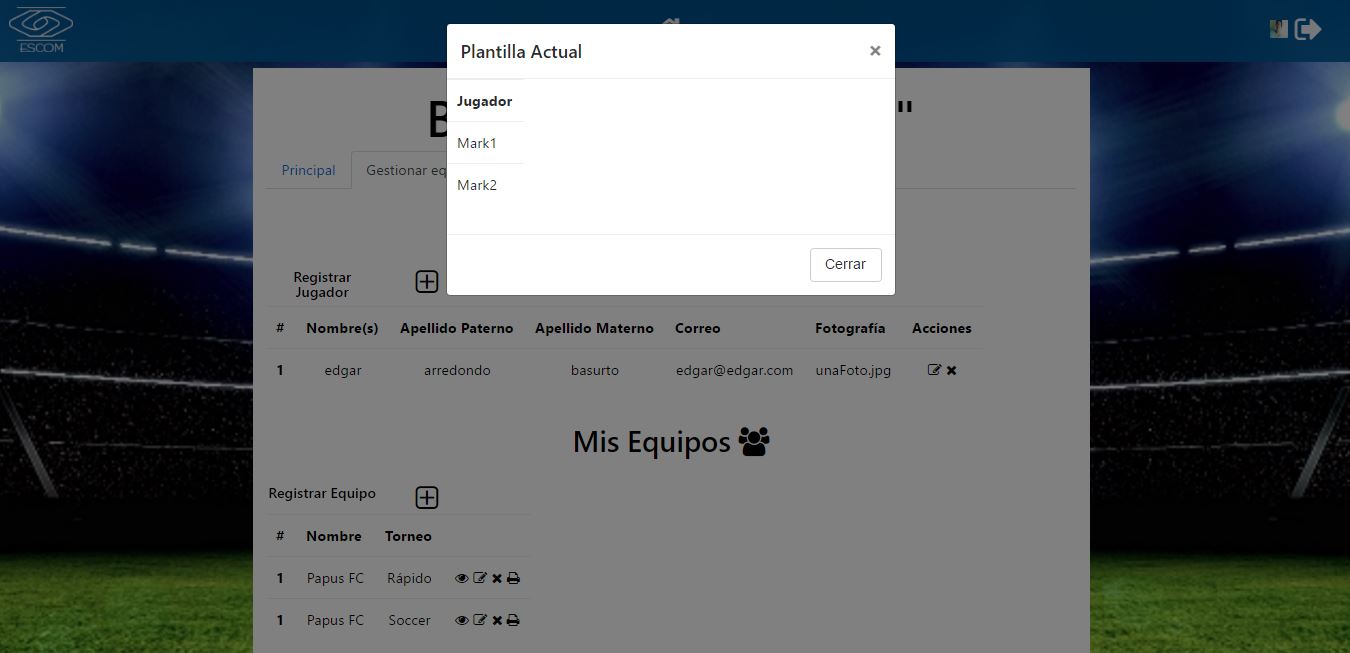 ESCOM
Plantilla Actual ×
Jugador
Mark1
Mark2
Cerrar
B "
Principal Gestionar eq
Registrar
Jugador
# Nombre(s) Apellido Paterno Apellido Materno Correo Fotografía Acciones
1 edgar arredondo basurto edgar@edgar.com unaFoto.jpg
Mis Equipos
Registrar Equipo
# Nombre Torneo
1 Papus FC Rápido
1 Papus FC Soccer